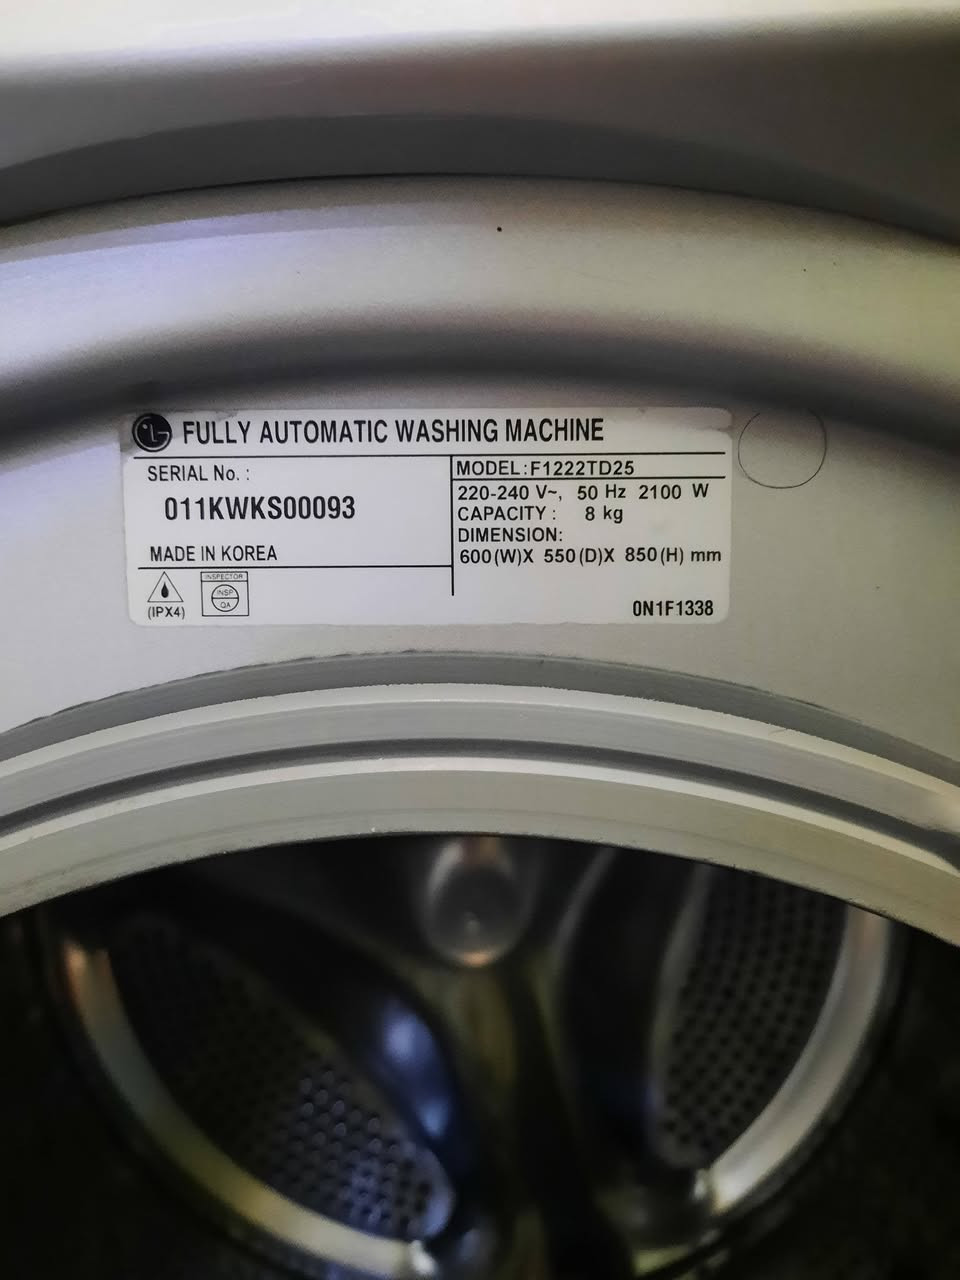 LG FULLY AUTOMATIC WASHING MACHINE
SERIAL No. :
011KWKS00093
MADE IN KOREA
MODEL:F1222TD25
220-240 V~, 50 Hz 2100 W
CAPACITY : 8 kg
DIMENSION:
600(W)X 550(D)X 850(H) mm
(IPX4)
INSPECTOR
INSP
QA
0N1F1338